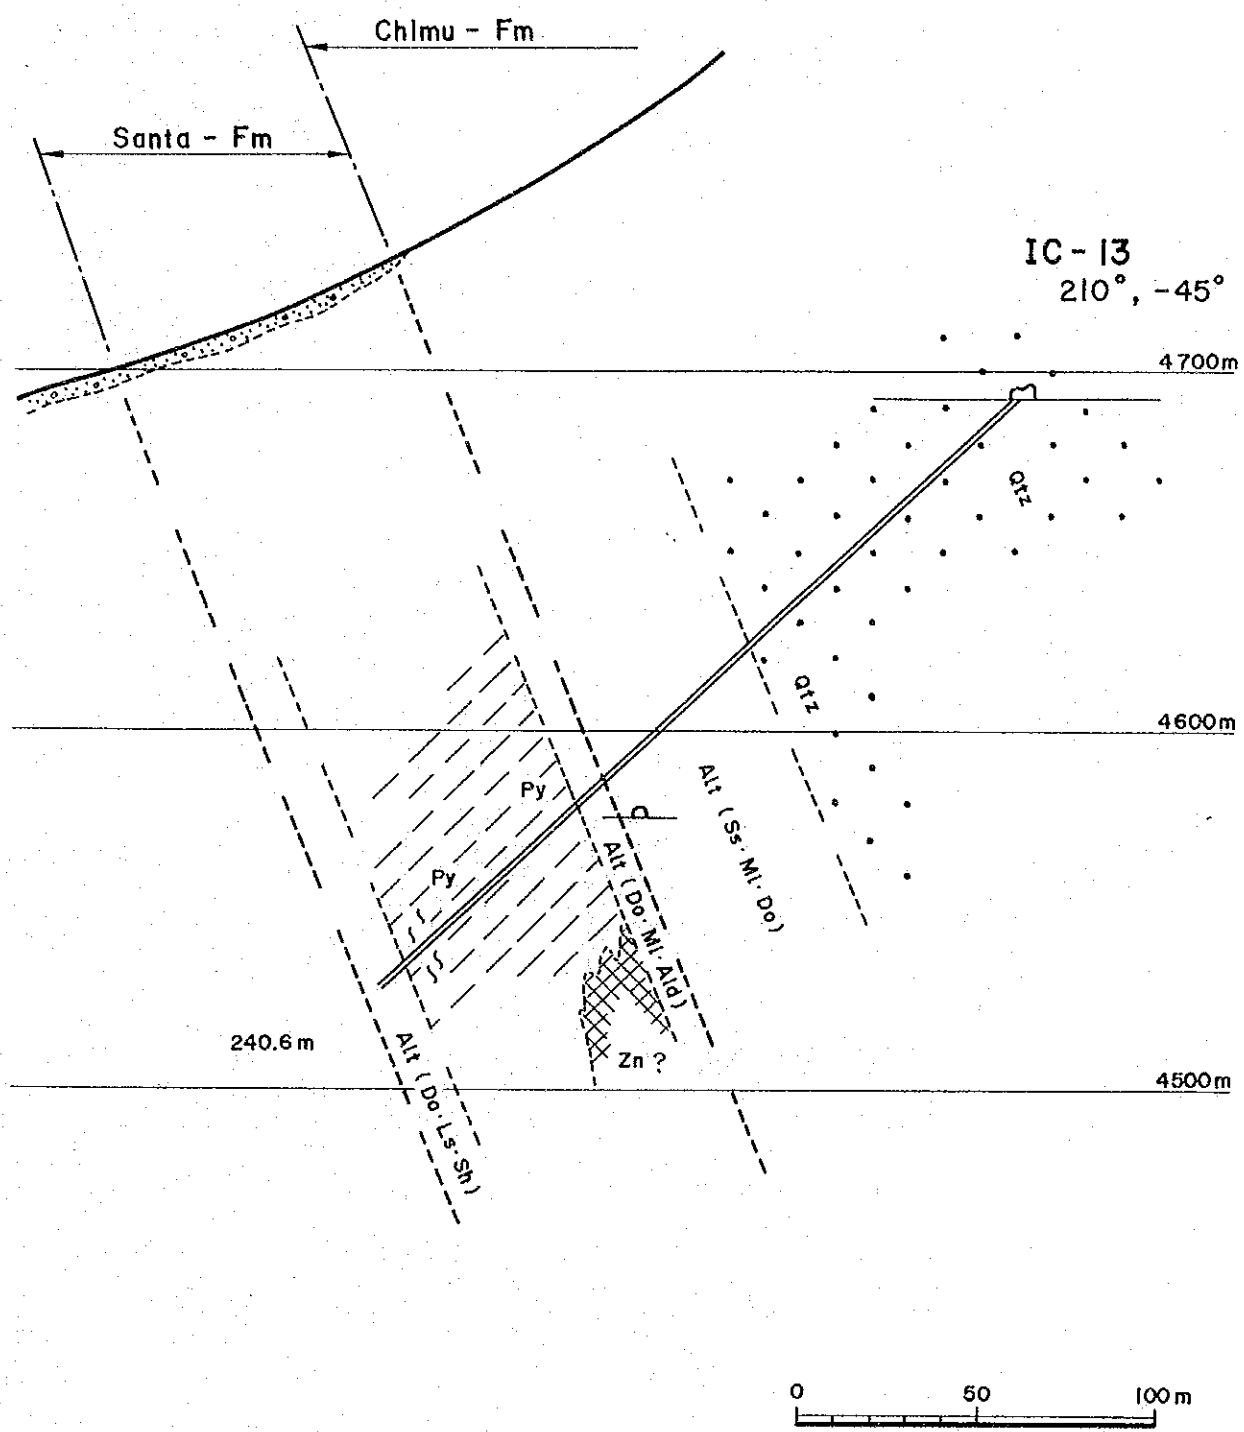 Chimu - Fm
Santa - Fm
IC-13
210°, -45°
4700m
Qtz
Qtz
4600m
Alt (Ss·Ml·Do)
Py
Py
Alt (Do·Ml·Ald)
240.6m
Zn ?
4500m
Alt (Do·Ls·Sh)
0 50 100m